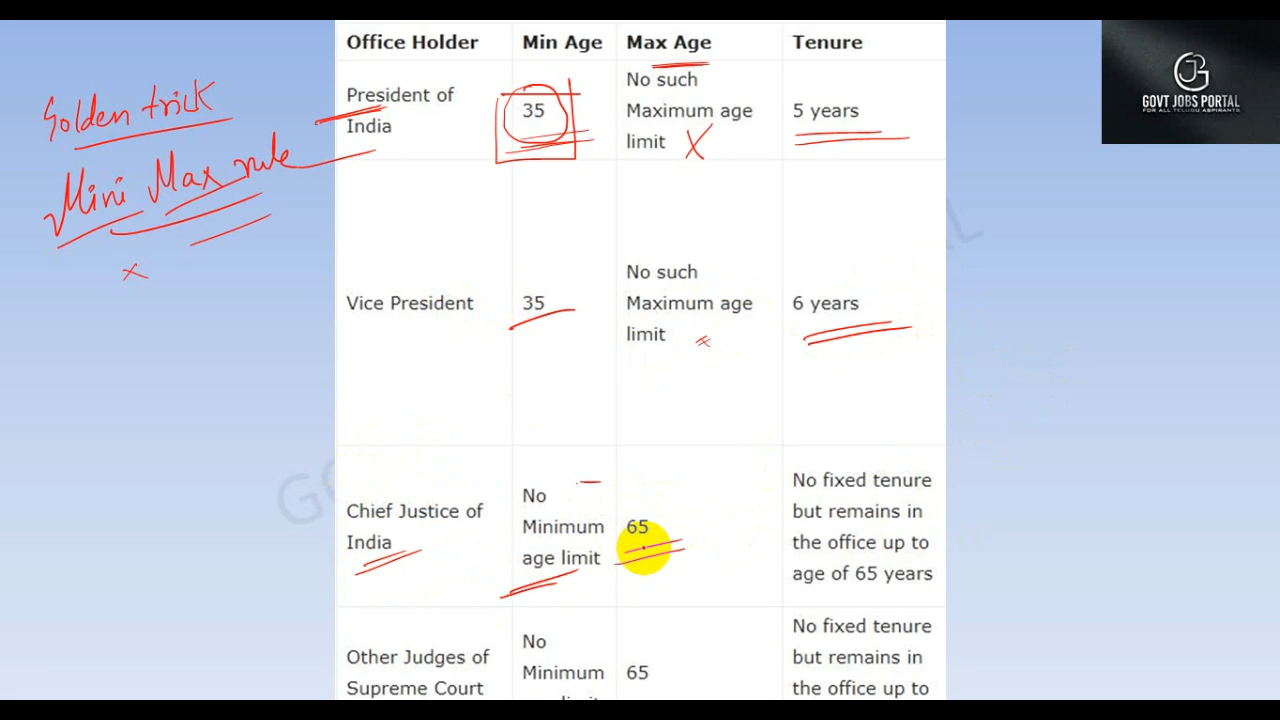 Office Holder Min Age Max Age Tenure
President of India 35 No such Maximum age limit 5 years
Vice President 35 No such Maximum age limit 6 years
Chief Justice of India No Minimum age limit 65 No fixed tenure but remains in the office up to age of 65 years
Other Judges of Supreme Court No Minimum 65 No fixed tenure but remains in the office up to
Golden trick
Mini Max rule
GOVT JOBS PORTAL
FOR ALL TELUGU ASPIRANTS